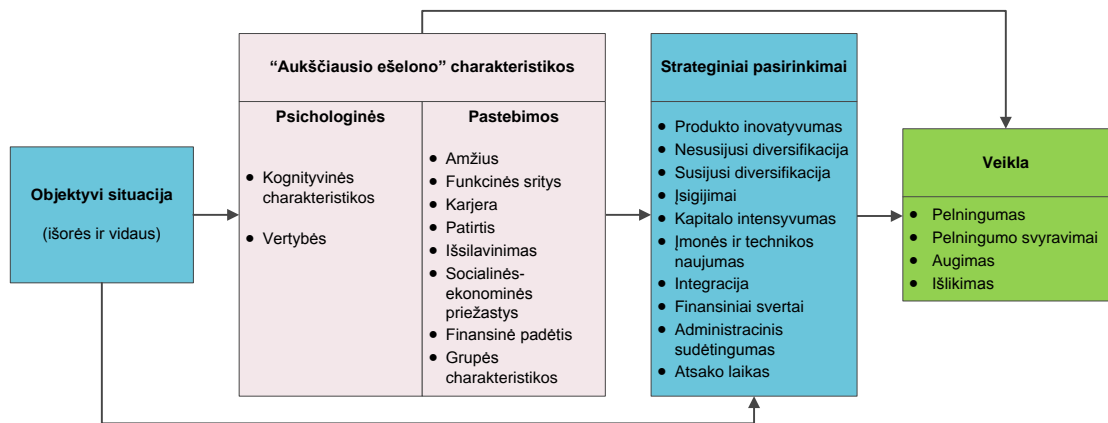 Objektyvi situacija
(išorės ir vidaus)
“Aukščiausio ešelono” charakteristikos
Psichologinės
• Kognityvinės
charakteristikos
• Vertybės
Pastebimos
• Amžius
• Funkcinės sritys
• Karjera
• Patirtis
• Išsilavinimas
• Socialinės-
ekonominės
priežastys
• Finansinė padėtis
• Grupės
charakteristikos
Strateginiai pasirinkimai
• Produkto inovatyvumas
• Nesusijusi diversifikacija
• Susijusi diversifikacija
• Įsigijimai
• Kapitalo intensyvumas
• Įmonės ir technikos
naujumas
• Integracija
• Finansiniai svertai
• Administracinis
sudėtingumas
• Atsako laikas
Veikla
• Pelningumas
• Pelningumo svyravimai
• Augimas
• Išlikimas